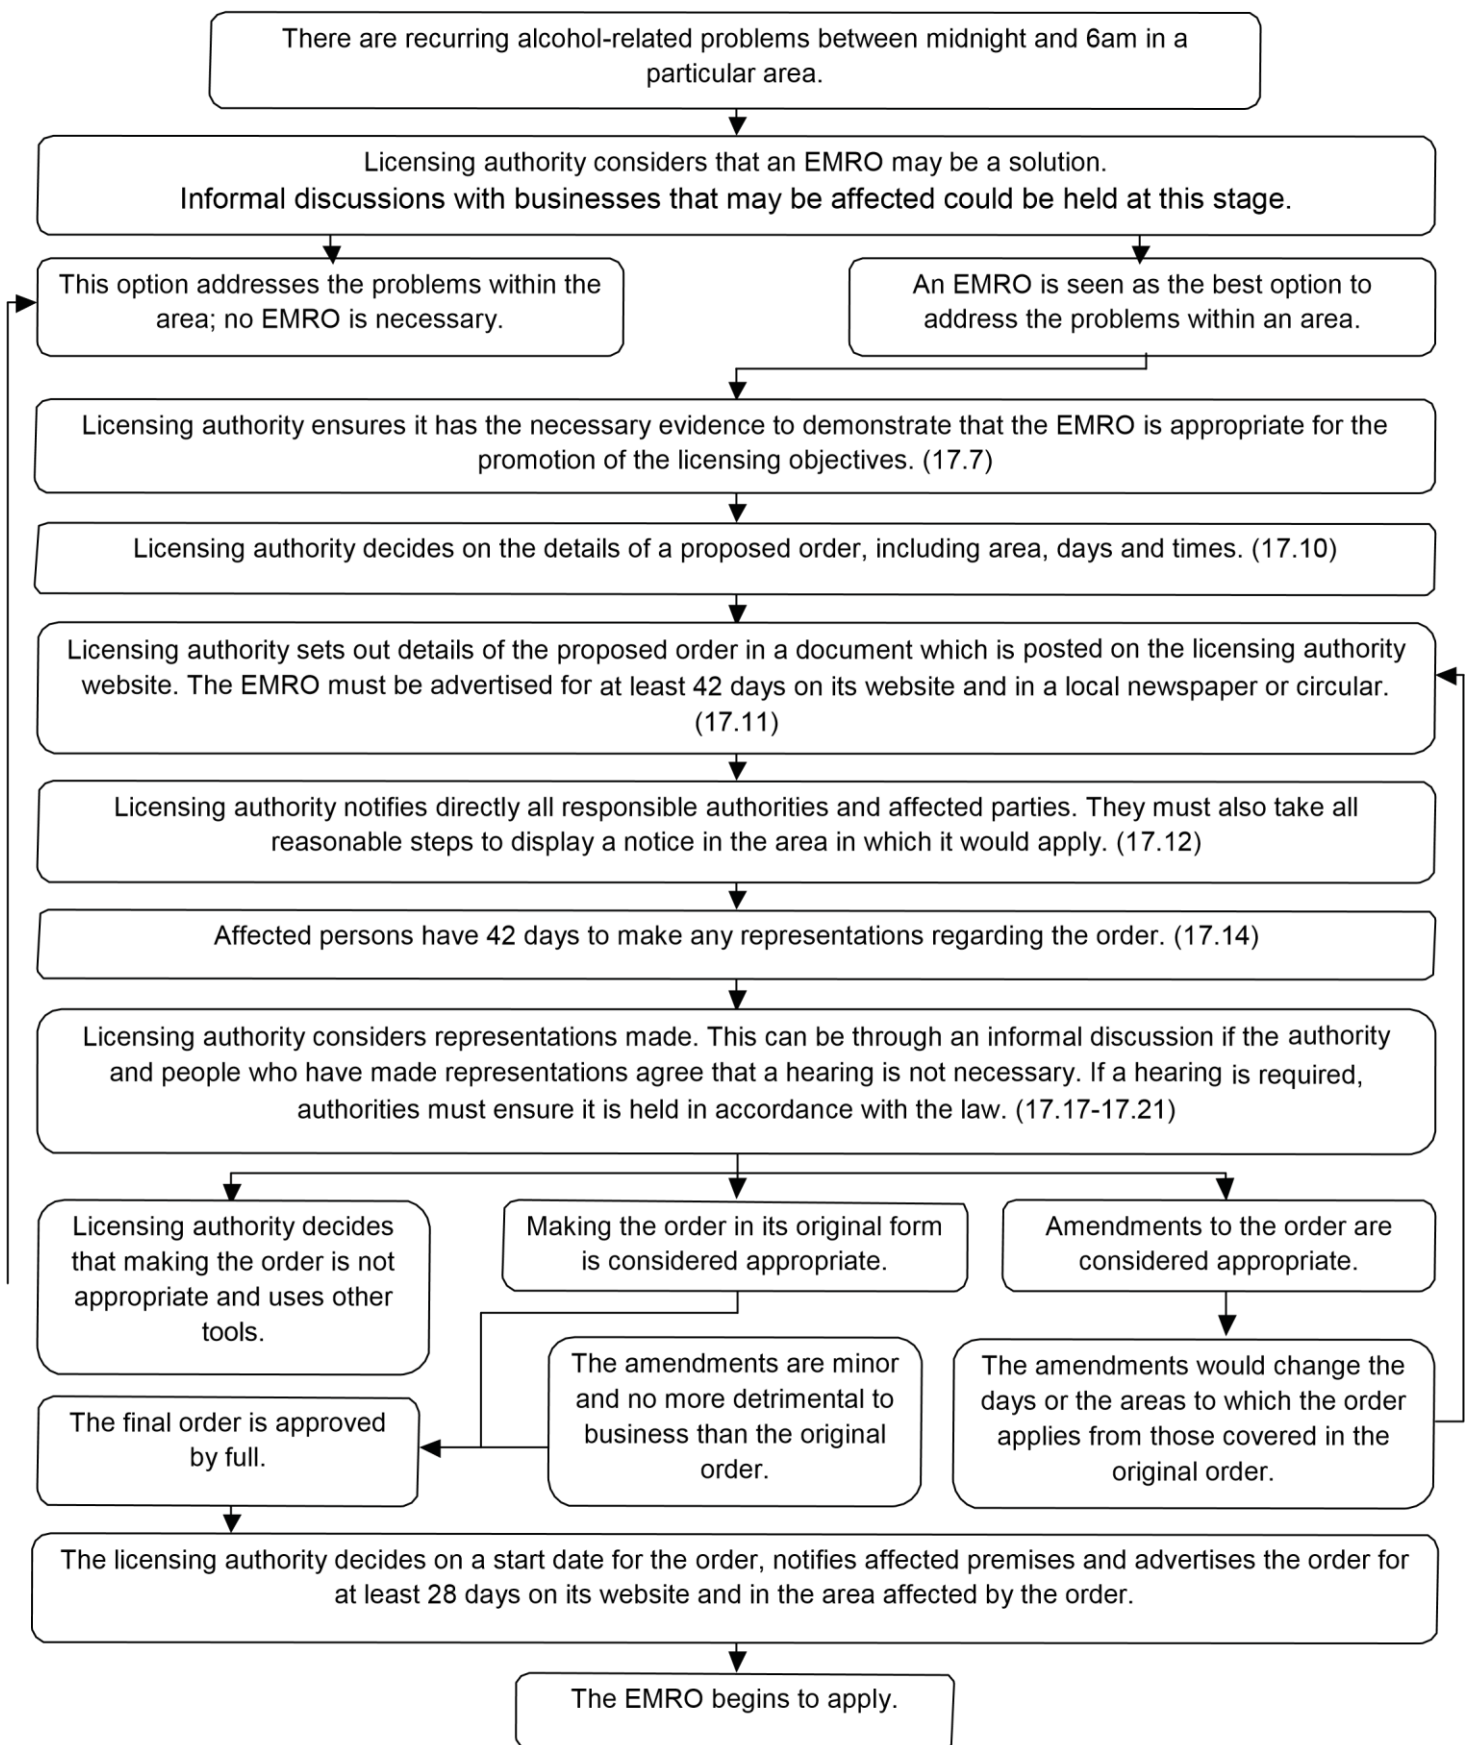 There are recurring alcohol-related problems between midnight and 6am in a
particular area.
Licensing authority considers that an EMRO may be a solution.
Informal discussions with businesses that may be affected could be held at this stage.
This option addresses the problems within the
area; no EMRO is necessary.
An EMRO is seen as the best option to
address the problems within an area.
Licensing authority ensures it has the necessary evidence to demonstrate that the EMRO is appropriate for the
promotion of the licensing objectives. (17.7)
Licensing authority decides on the details of a proposed order, including area, days and times. (17.10)
Licensing authority sets out details of the proposed order in a document which is posted on the licensing authority
website. The EMRO must be advertised for at least 42 days on its website and in a local newspaper or circular.
(17.11)
Licensing authority notifies directly all responsible authorities and affected parties. They must also take all
reasonable steps to display a notice in the area in which it would apply. (17.12)
Affected persons have 42 days to make any representations regarding the order. (17.14)
Licensing authority considers representations made. This can be through an informal discussion if the authority
and people who have made representations agree that a hearing is not necessary. If a hearing is required,
authorities must ensure it is held in accordance with the law. (17.17-17.21)
Licensing authority decides
that making the order is not
appropriate and uses other
tools.
Making the order in its original form
is considered appropriate.
Amendments to the order are
considered appropriate.
The amendments are minor
and no more detrimental to
business than the original
order.
The amendments would change the
days or the areas to which the order
applies from those covered in the
original order.
The final order is approved
by full.
The licensing authority decides on a start date for the order, notifies affected premises and advertises the order for
at least 28 days on its website and in the area affected by the order.
The EMRO begins to apply.